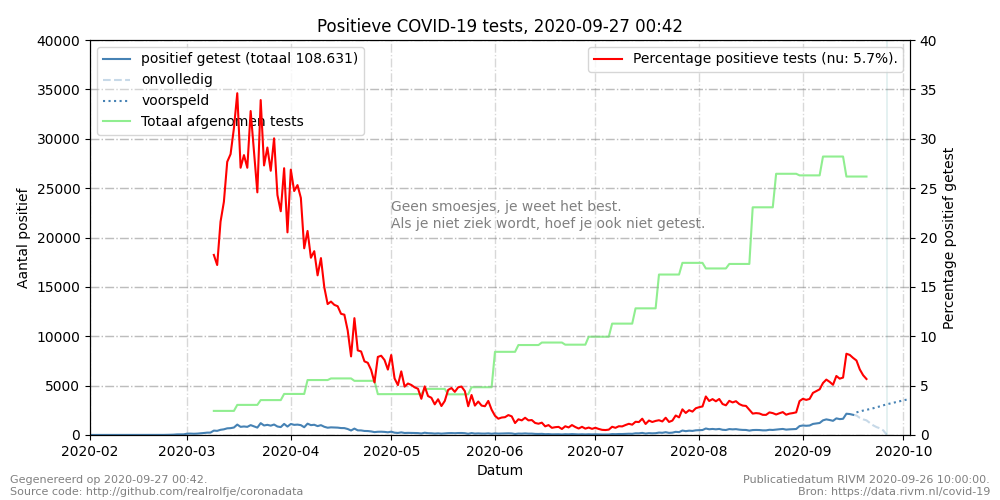 Positieve COVID-19 tests, 2020-09-27 00:42
positief getest (totaal 108.631)
onvolledig
voorspeld
Totaal afgenomen tests
Percentage positieve tests (nu: 5.7%).
Geen smoesjes, je weet het best.
Als je niet ziek wordt, hoef je ook niet getest.
Aantal positief
40000
35000
30000
25000
20000
15000
10000
5000
0
Percentage positief getest
40
35
30
25
20
15
10
5
0
2020-02 2020-03 2020-04 2020-05 2020-06 2020-07 2020-08 2020-09 2020-10
Datum
Gegenereerd op 2020-09-27 00:42.
Source code: http://github.com/realrolfje/coronadata
Publicatiedatum RIVM 2020-09-26 10:00:00.
Bron: https://data.rivm.nl/covid-19